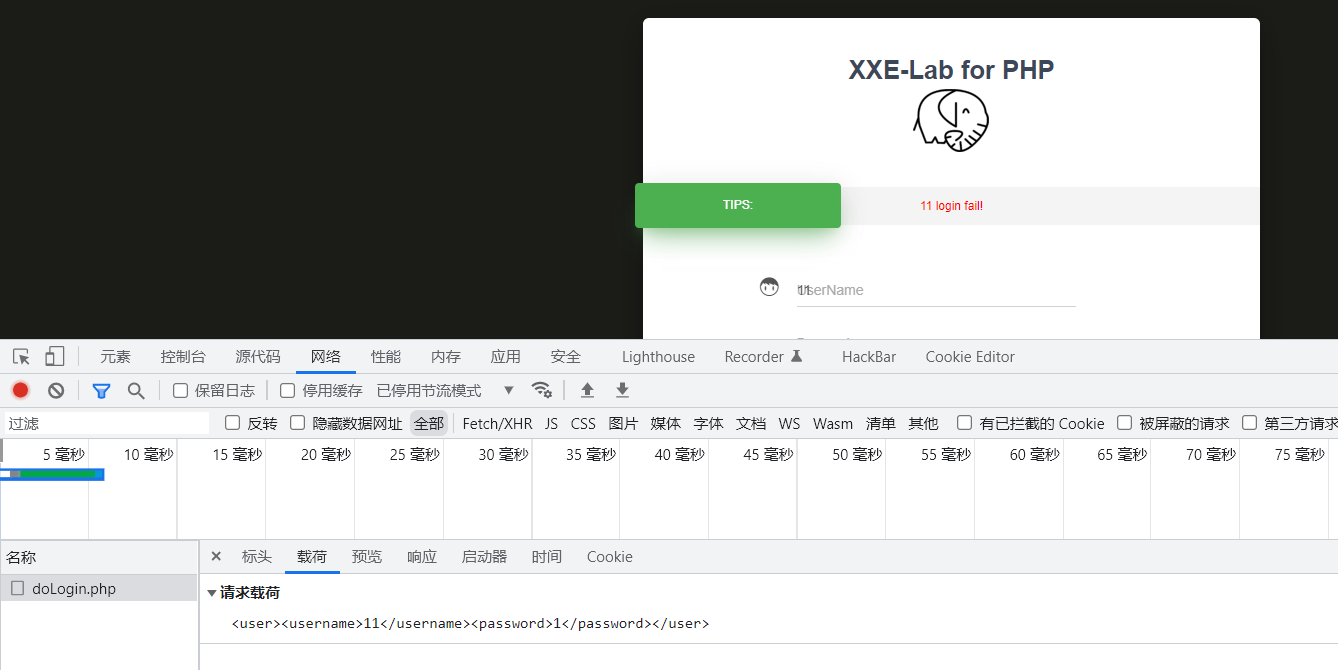 XXE-Lab for PHP
TIPS:
11 login fail!
11
UserName
元素 控制台 源代码 网络 性能 内存 应用 安全 Lighthouse Recorder HackBar Cookie Editor
保留日志 停用缓存 已停用节流模式
过滤 反转 隐藏数据网址 全部 Fetch/XHR JS CSS 图片 媒体 字体 文档 WS Wasm 清单 其他 有已拦截的 Cookie 被屏蔽的请求 第三方请求
5 毫秒 10 毫秒 15 毫秒 20 毫秒 25 毫秒 30 毫秒 35 毫秒 40 毫秒 45 毫秒 50 毫秒 55 毫秒 60 毫秒 65 毫秒 70 毫秒 75 毫秒
名称 × 标头 载荷 预览 响应 启动器 时间 Cookie
doLogin.php
请求载荷
<user><username>11</username><password>1</password></user>